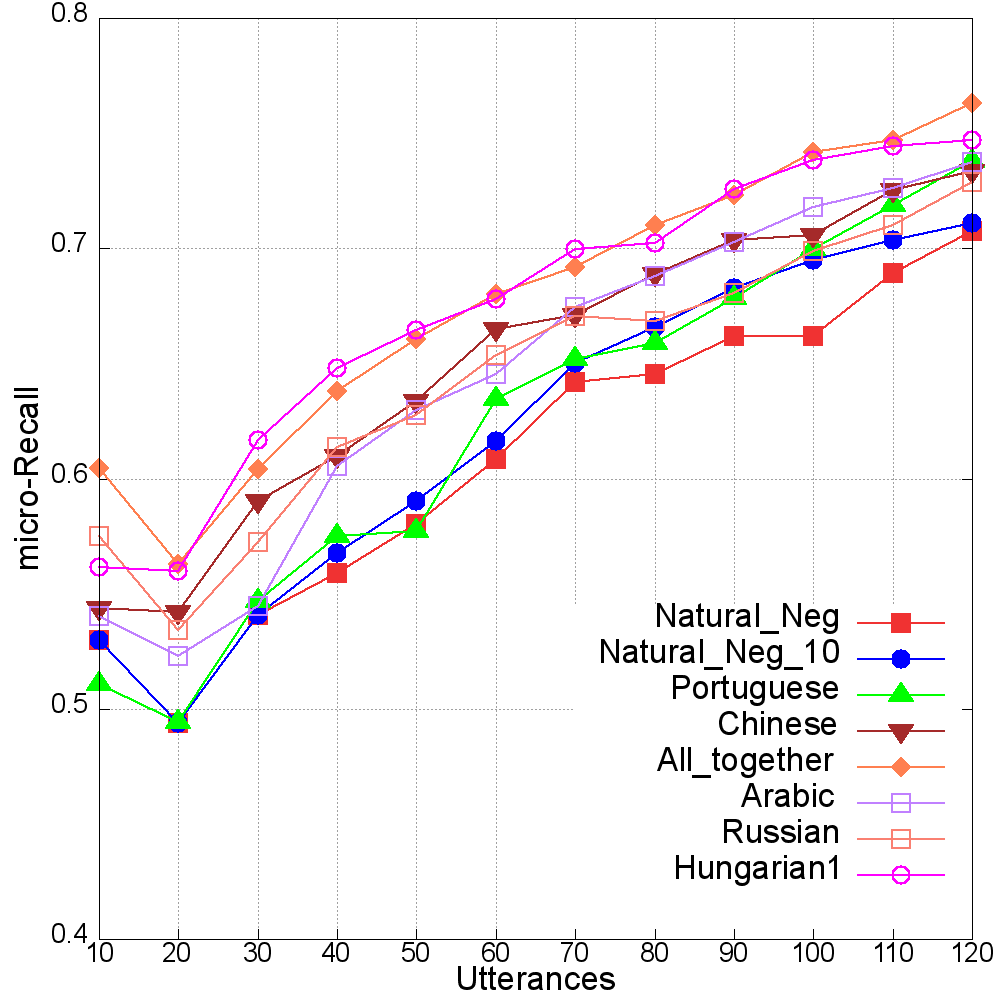 0.8
0.7
0.6
0.5
0.4
micro-Recall
Natural_Neg
Natural_Neg_10
Portuguese
Chinese
All_together
Arabic
Russian
Hungarian1
10 20 30 40 50 60 70 80 90 100 110 120
Utterances